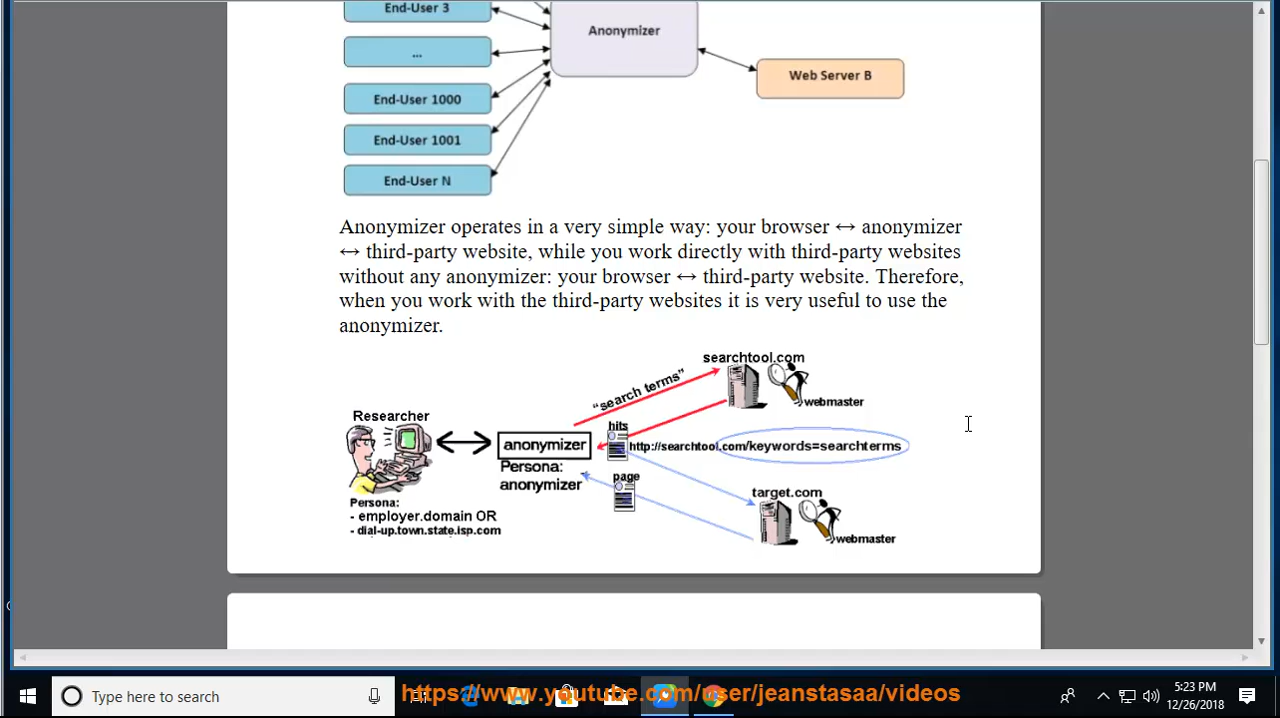 End-User 3
Anonymizer
...
Web Server B
End-User 1000
End-User 1001
End-User N
Anonymizer operates in a very simple way: your browser ↔ anonymizer
↔ third-party website, while you work directly with third-party websites
without any anonymizer: your browser ↔ third-party website. Therefore,
when you work with the third-party websites it is very useful to use the
anonymizer.
searchtool.com
"search terms"
webmaster
Researcher
hits
anonymizer
http://searchtool.com/keywords=searchterms
Persona:
anonymizer
page
target.com
Persona:
- employer.domain OR
- dial-up.town.state.isp.com
webmaster
Type here to search
https://www.youtube.com/user/jeanstasaa/videos
5:23 PM
12/26/2018